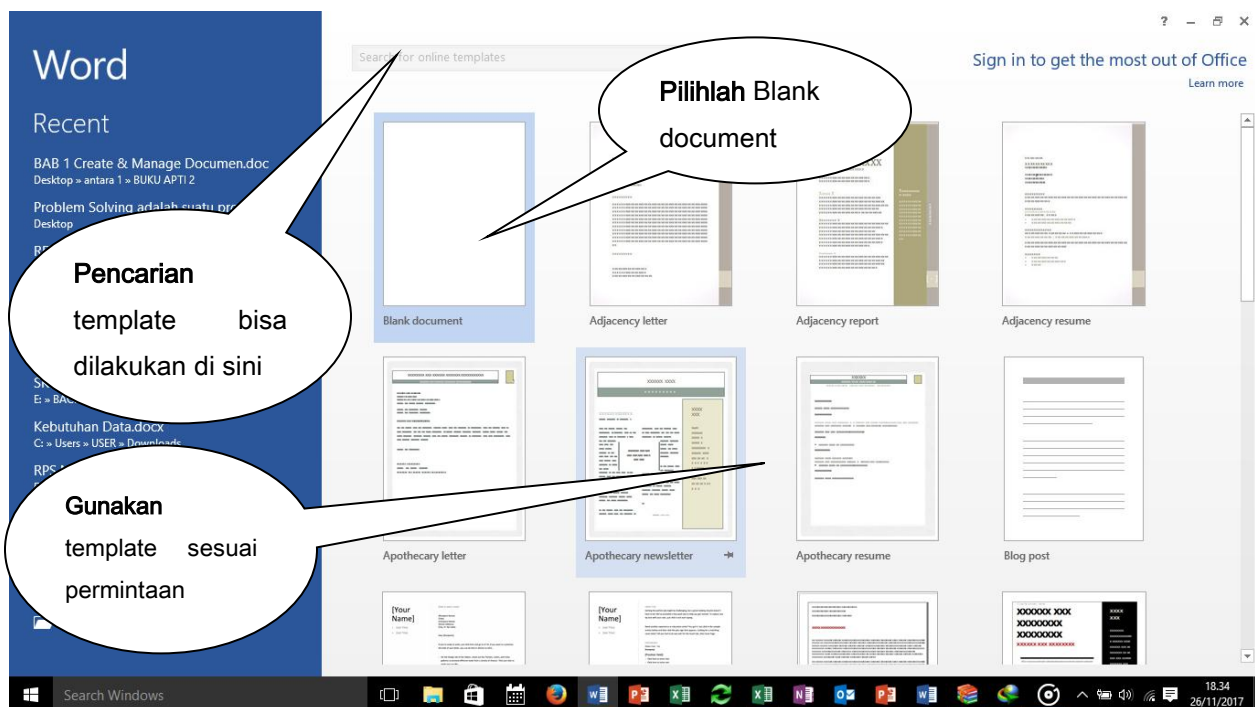 Word
Search for online templates
Sign in to get the most out of Office
Learn more
Recent
BAB 1 Create & Manage Documen.doc
Desktop » antara 1 » BUKU APTI 2
Problem Solving adalah suatu pro
Desktop
Kebutuhan Data.docx
C: » Users » USER » Downloads
RPS
Pencarian
template bisa
dilakukan di sini
Pilihlah Blank
document
Gunakan
template sesuai
permintaan
Blank document
Adjacency letter
Adjacency report
Adjacency resume
Apothecary letter
Apothecary newsletter
Apothecary resume
Blog post
[Your
Name]
[Your
Name]
Search Windows
18.34
26/11/2017